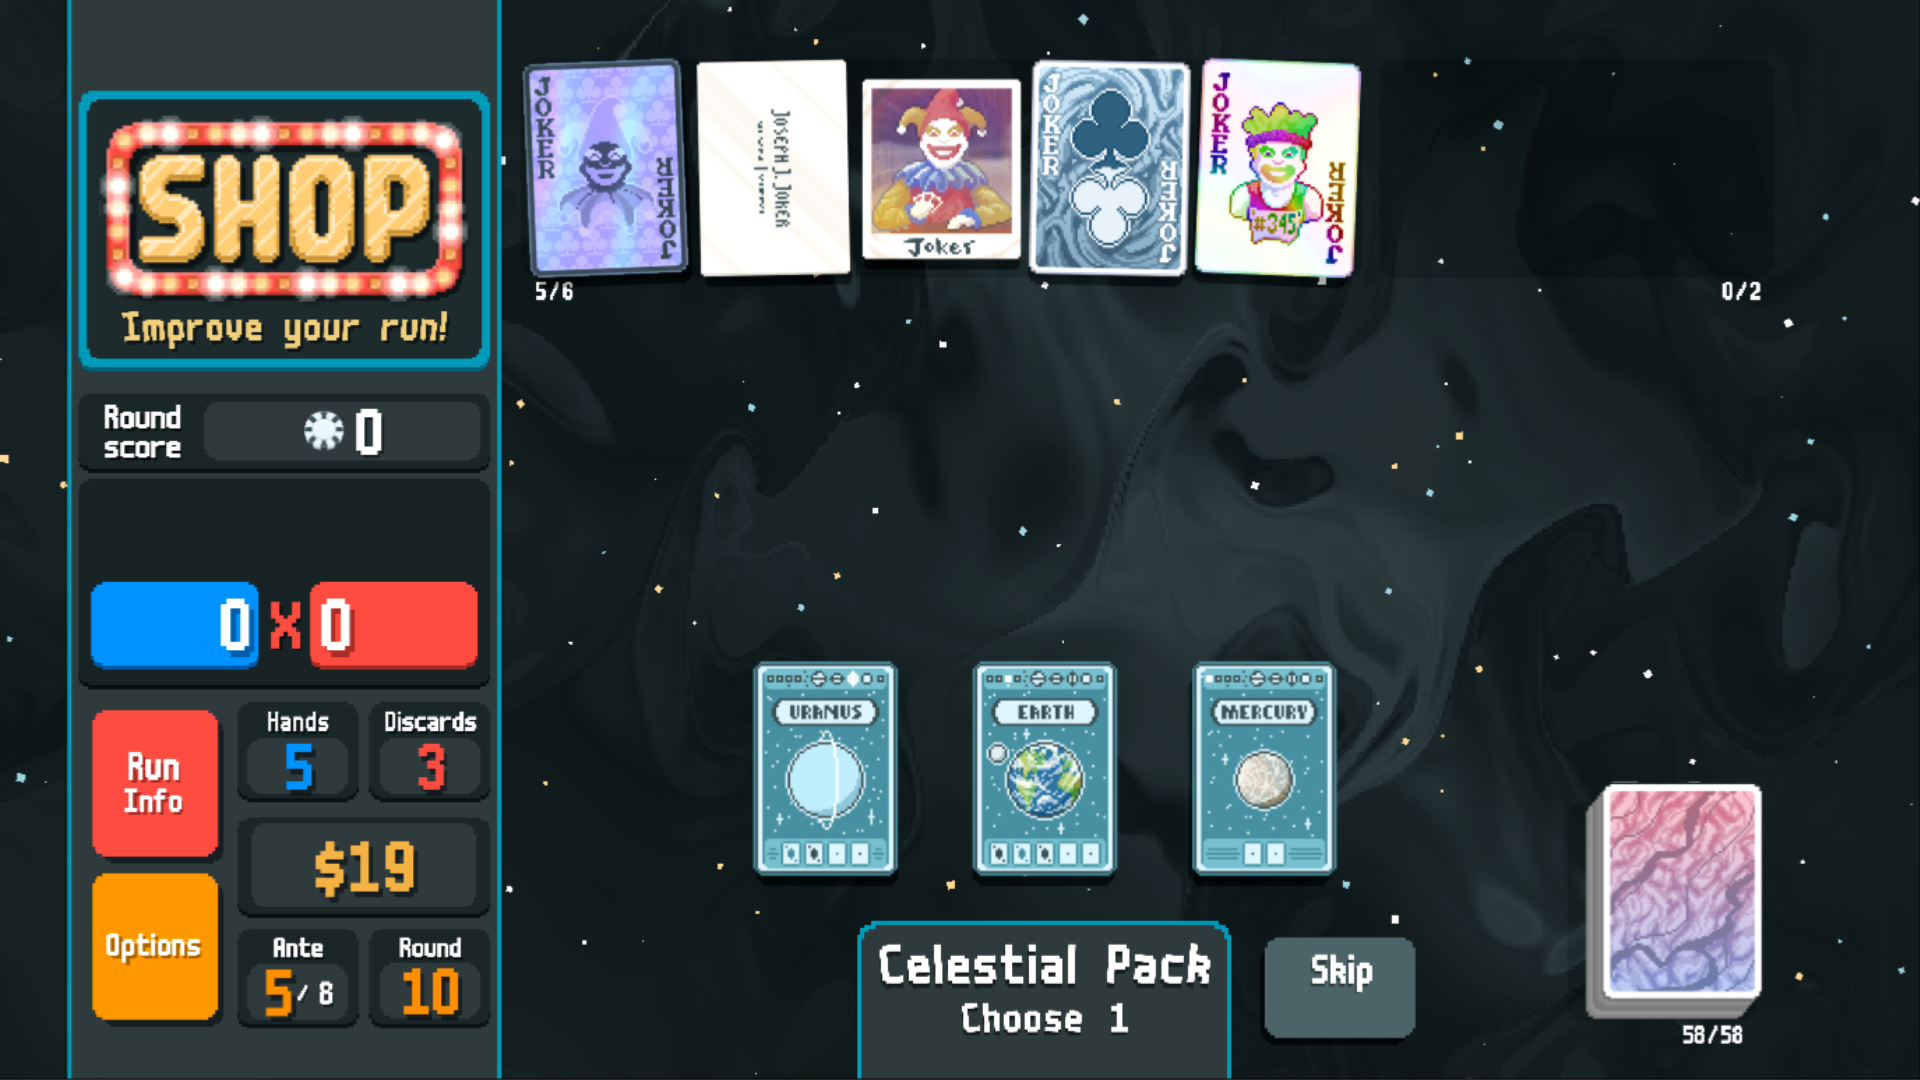 SHOP
Improve your run!
Round score
0
0 X 0
Run Info
Hands
5
Discards
3
$19
Options
Ante
5/8
Round
10
JOKER
JOKER
JOSEPH J. JOKER
Joker
JOKER
JOKER
JOKER
#345
JOKER
5/6
0/2
URANUS
EARTH
MERCURY
Celestial Pack
Choose 1
Skip
58/58